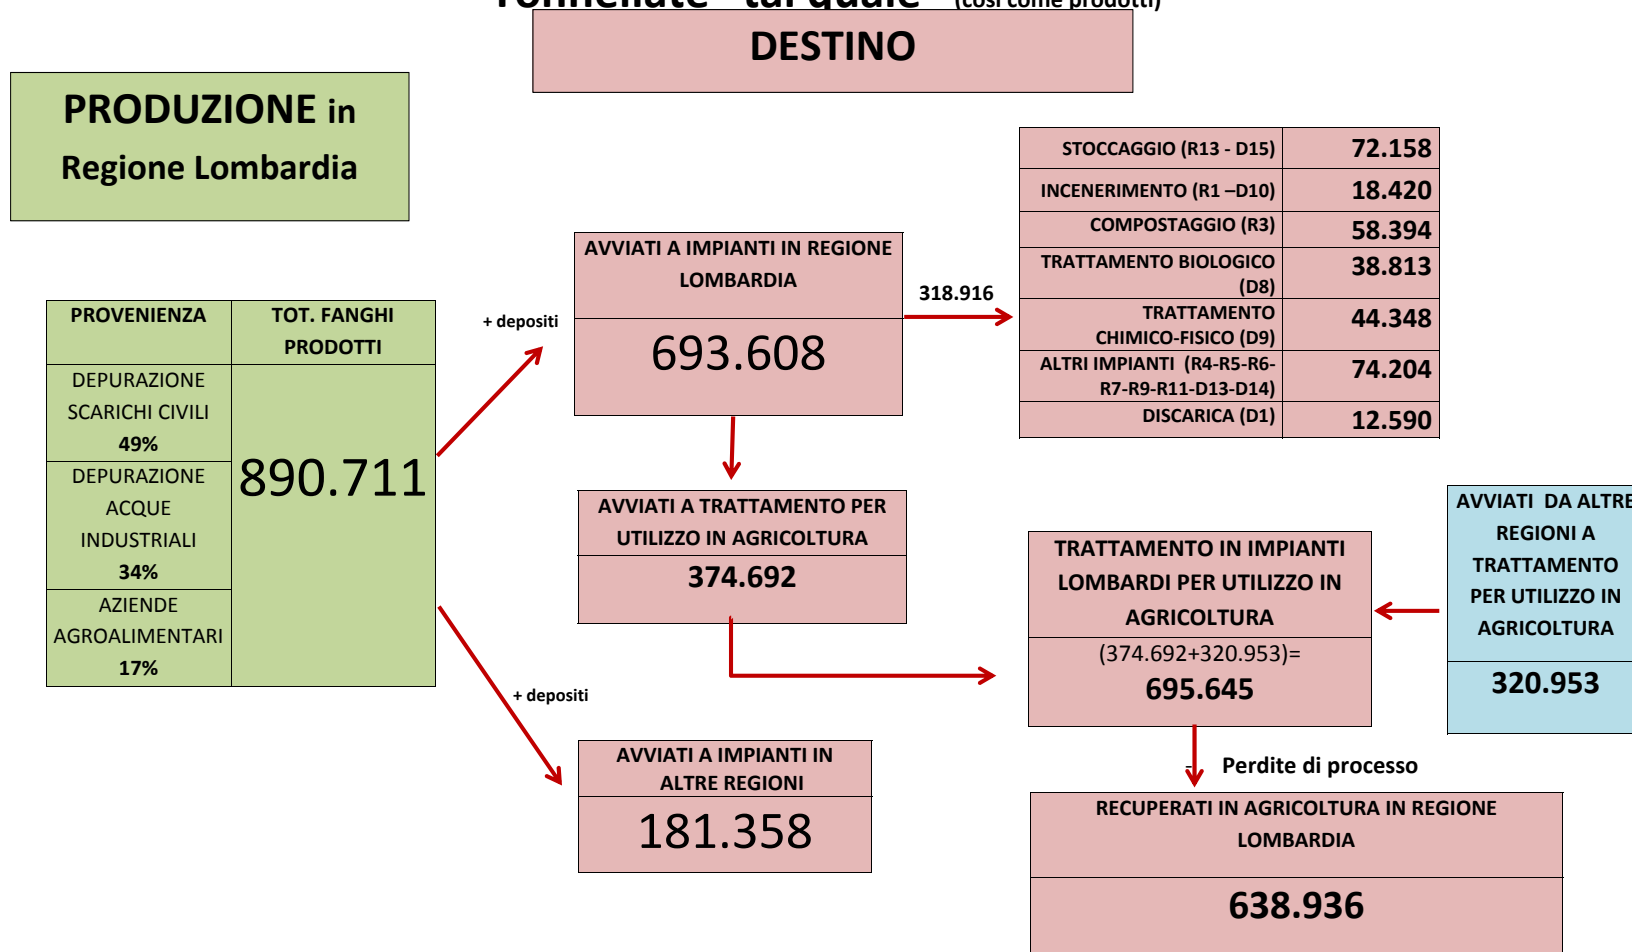 Tonnellate "tal quale" (così come prodotti)
DESTINO
PRODUZIONE in
Regione Lombardia
PROVENIENZA
TOT. FANGHI
PRODOTTI
DEPURAZIONE
SCARICHI CIVILI
49%
DEPURAZIONE
ACQUE
INDUSTRIALI
34%
AZIENDE
AGROALIMENTARI
17%
890.711
+ depositi
+ depositi
AVVIATI A IMPIANTI IN REGIONE
LOMBARDIA
693.608
318.916
STOCCAGGIO (R13 - D15) 72.158
INCENERIMENTO (R1 –D10) 18.420
COMPOSTAGGIO (R3) 58.394
TRATTAMENTO BIOLOGICO
(D8)
38.813
TRATTAMENTO
CHIMICO-FISICO (D9)
44.348
ALTRI IMPIANTI (R4-R5-R6-
R7-R9-R11-D13-D14)
74.204
DISCARICA (D1) 12.590
AVVIATI A TRATTAMENTO PER
UTILIZZO IN AGRICOLTURA
374.692
AVVIATI A IMPIANTI IN
ALTRE REGIONI
181.358
TRATTAMENTO IN IMPIANTI
LOMBARDI PER UTILIZZO IN
AGRICOLTURA
(374.692+320.953)=
695.645
AVVIATI DA ALTRE
REGIONI A
TRATTAMENTO
PER UTILIZZO IN
AGRICOLTURA
320.953
- Perdite di processo
RECUPERATI IN AGRICOLTURA IN REGIONE
LOMBARDIA
638.936